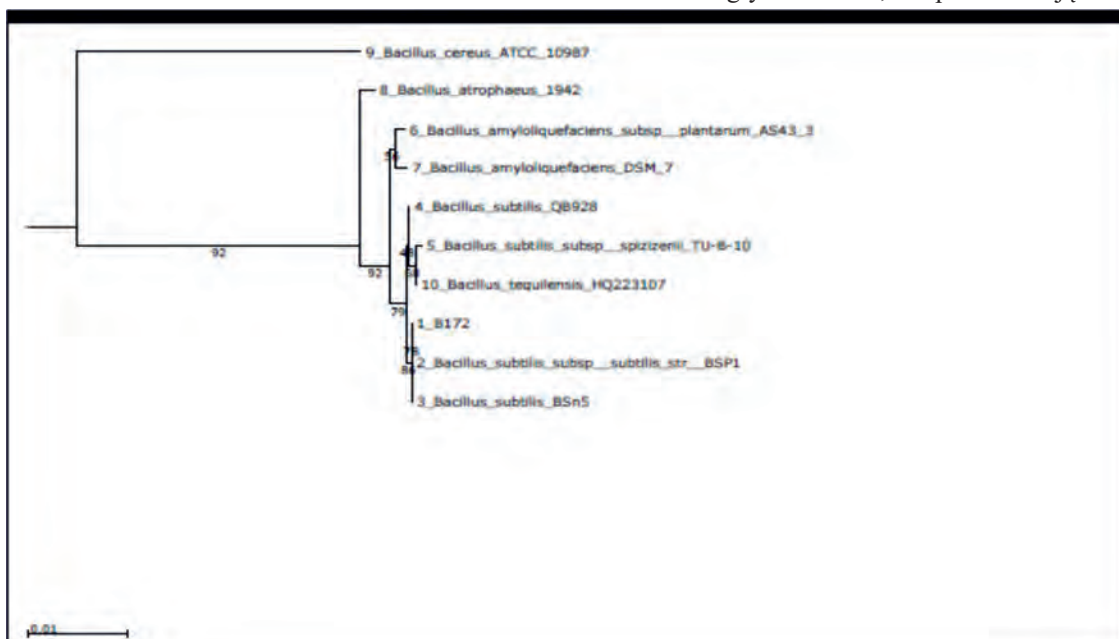 9_Bacillus_cereus_ATCC_10987
8_Bacillus_atrophaeus_1942
6_Bacillus_amyloliquefaciens_subsp__plantarum_AS43_3
7_Bacillus_amyloliquefaciens_DSM_7
4_Bacillus_subtilis_QB928
5_Bacillus_subtilis_subsp__spizizenii_TU-B-10
92
92
10_Bacillus_tequilensis_HQ223107
79
1_B172
2_Bacillus_subtilis_subsp__subtilis_str__BSP1
3_Bacillus_subtilis_BSn5
0.01